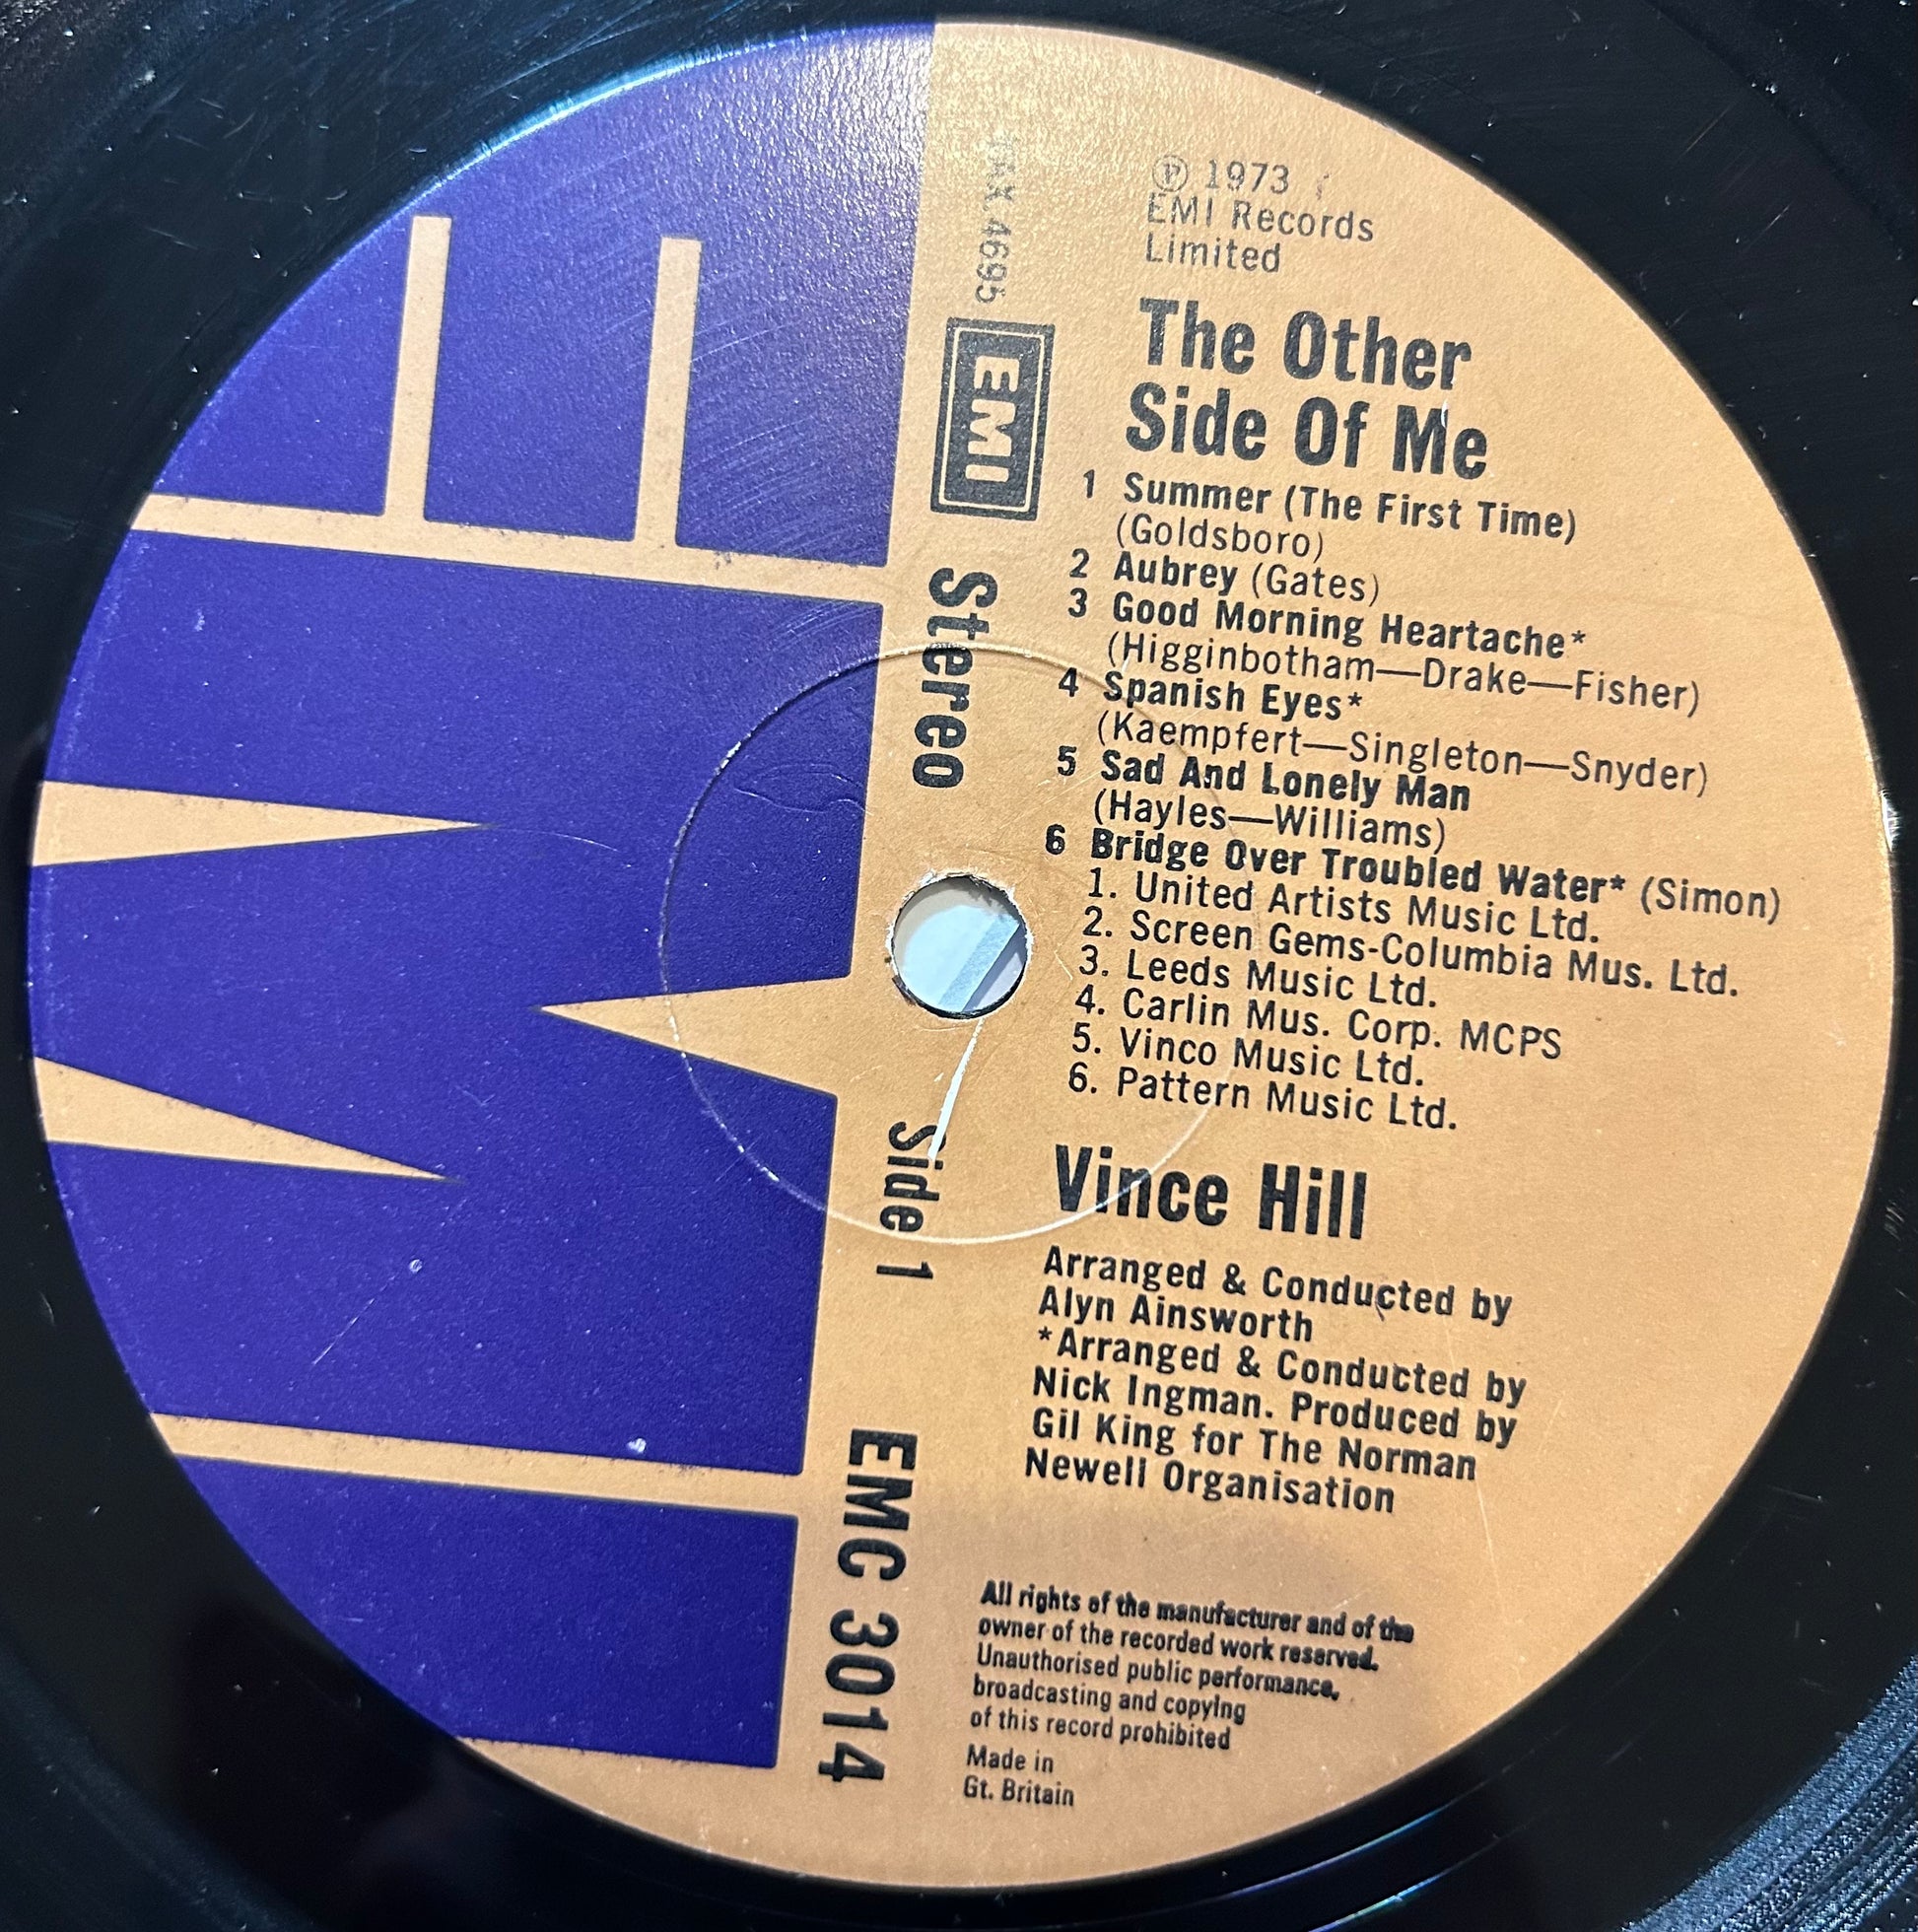 ℗ 1973
EMI Records
Limited
The Other
Side Of Me
1 Summer (The First Time)
(Goldsboro)
2 Aubrey (Gates)
3 Good Morning Heartache*
(Higginbotham—Drake—Fisher)
4 Spanish Eyes*
(Kaempfert—Singleton—Snyder)
5 Sad And Lonely Man
(Hayles—Williams)
6 Bridge Over Troubled Water* (Simon)
1. United Artists Music Ltd.
2. Screen Gems-Columbia Mus. Ltd.
3. Leeds Music Ltd.
4. Carlin Mus. Corp. MCPS
5. Vinco Music Ltd.
6. Pattern Music Ltd.
Vince Hill
Arranged & Conducted by
Alyn Ainsworth
*Arranged & Conducted by
Nick Ingman. Produced by
Gil King for The Norman
Newell Organisation
All rights of the manufacturer and of the
owner of the recorded work reserved.
Unauthorised public performance,
broadcasting and copying
of this record prohibited
Made in
Gt. Britain
4695
EMI
Stereo
Side 1
EMC 3014
EMI